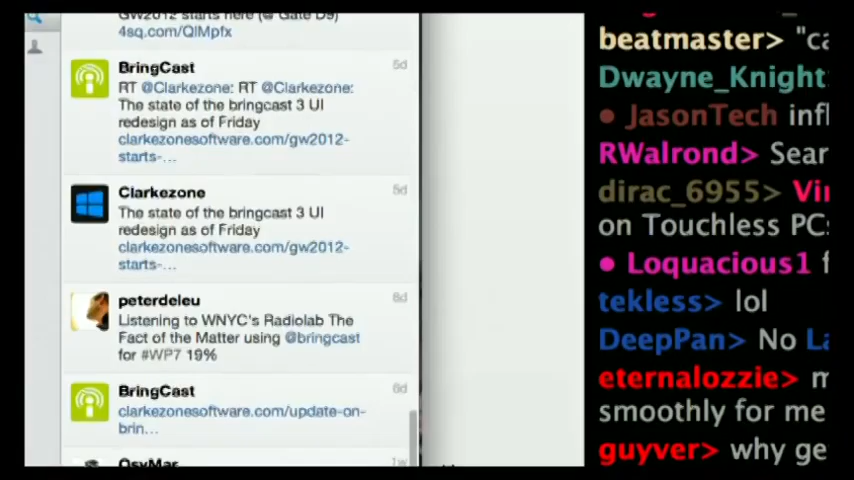 GW2012 starts here (@ Gate D9)
4sq.com/QIMpfx
BringCast 5d
RT @Clarkezone: RT @Clarkezone:
The state of the bringcast 3 UI
redesign as of Friday
clarkezonesoftware.com/gw2012-
starts-…
Clarkezone 5d
The state of the bringcast 3 UI
redesign as of Friday
clarkezonesoftware.com/gw2012-
starts-…
peterdeleu 6d
Listening to WNYC's Radiolab The
Fact of the Matter using @bringcast
for #WP7 19%
BringCast 6d
clarkezonesoftware.com/update-on-
brin…
OsyMar 1w
beatmaster> "ca
Dwayne_Knight
JasonTech infl
RWalrond> Sear
dirac_6955> Vir
on Touchless PCs
Loquacious1 f
tekless> lol
DeepPan> No La
eternalozzie> m
smoothly for me
guyver> why ge